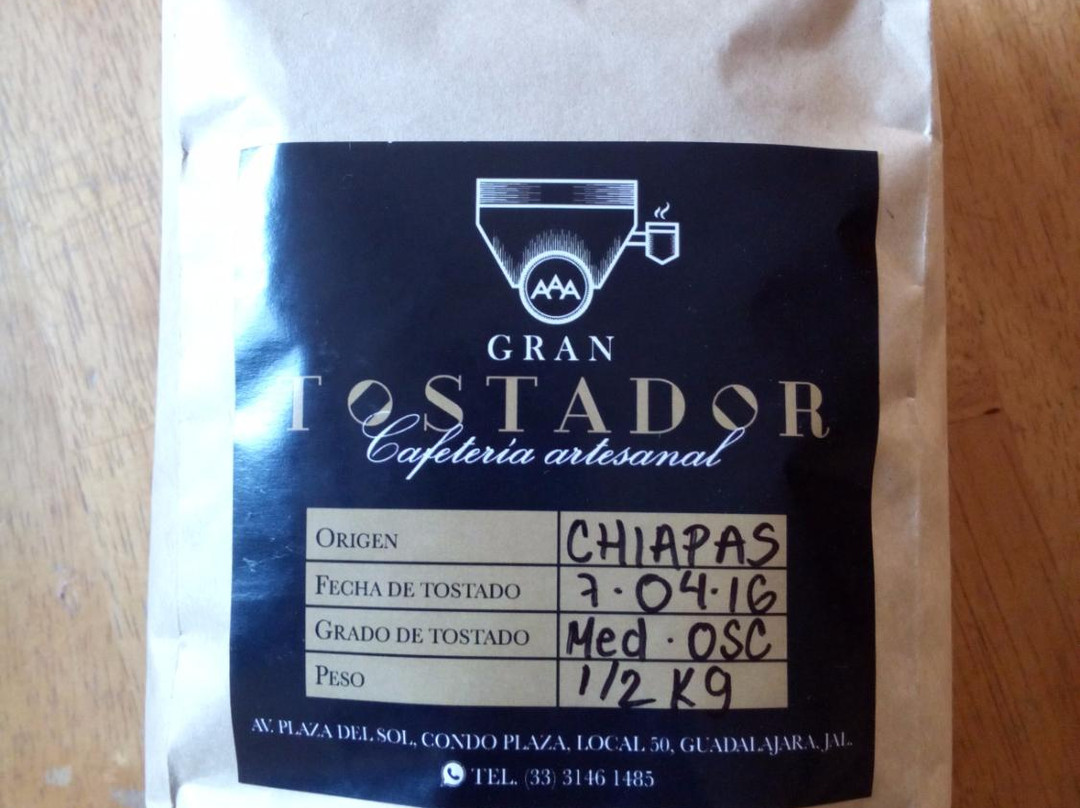 AAA
GRAN
TOSTADOR
Cafetería artesanal
ORIGEN CHIAPAS
FECHA DE TOSTADO 7·04·16
GRADO DE TOSTADO Med · OSC
PESO 1/2 Kg
AV. PLAZA DEL SOL, CONDO PLAZA, LOCAL 50, GUADALAJARA, JAL.
TEL. (33) 3146 1485